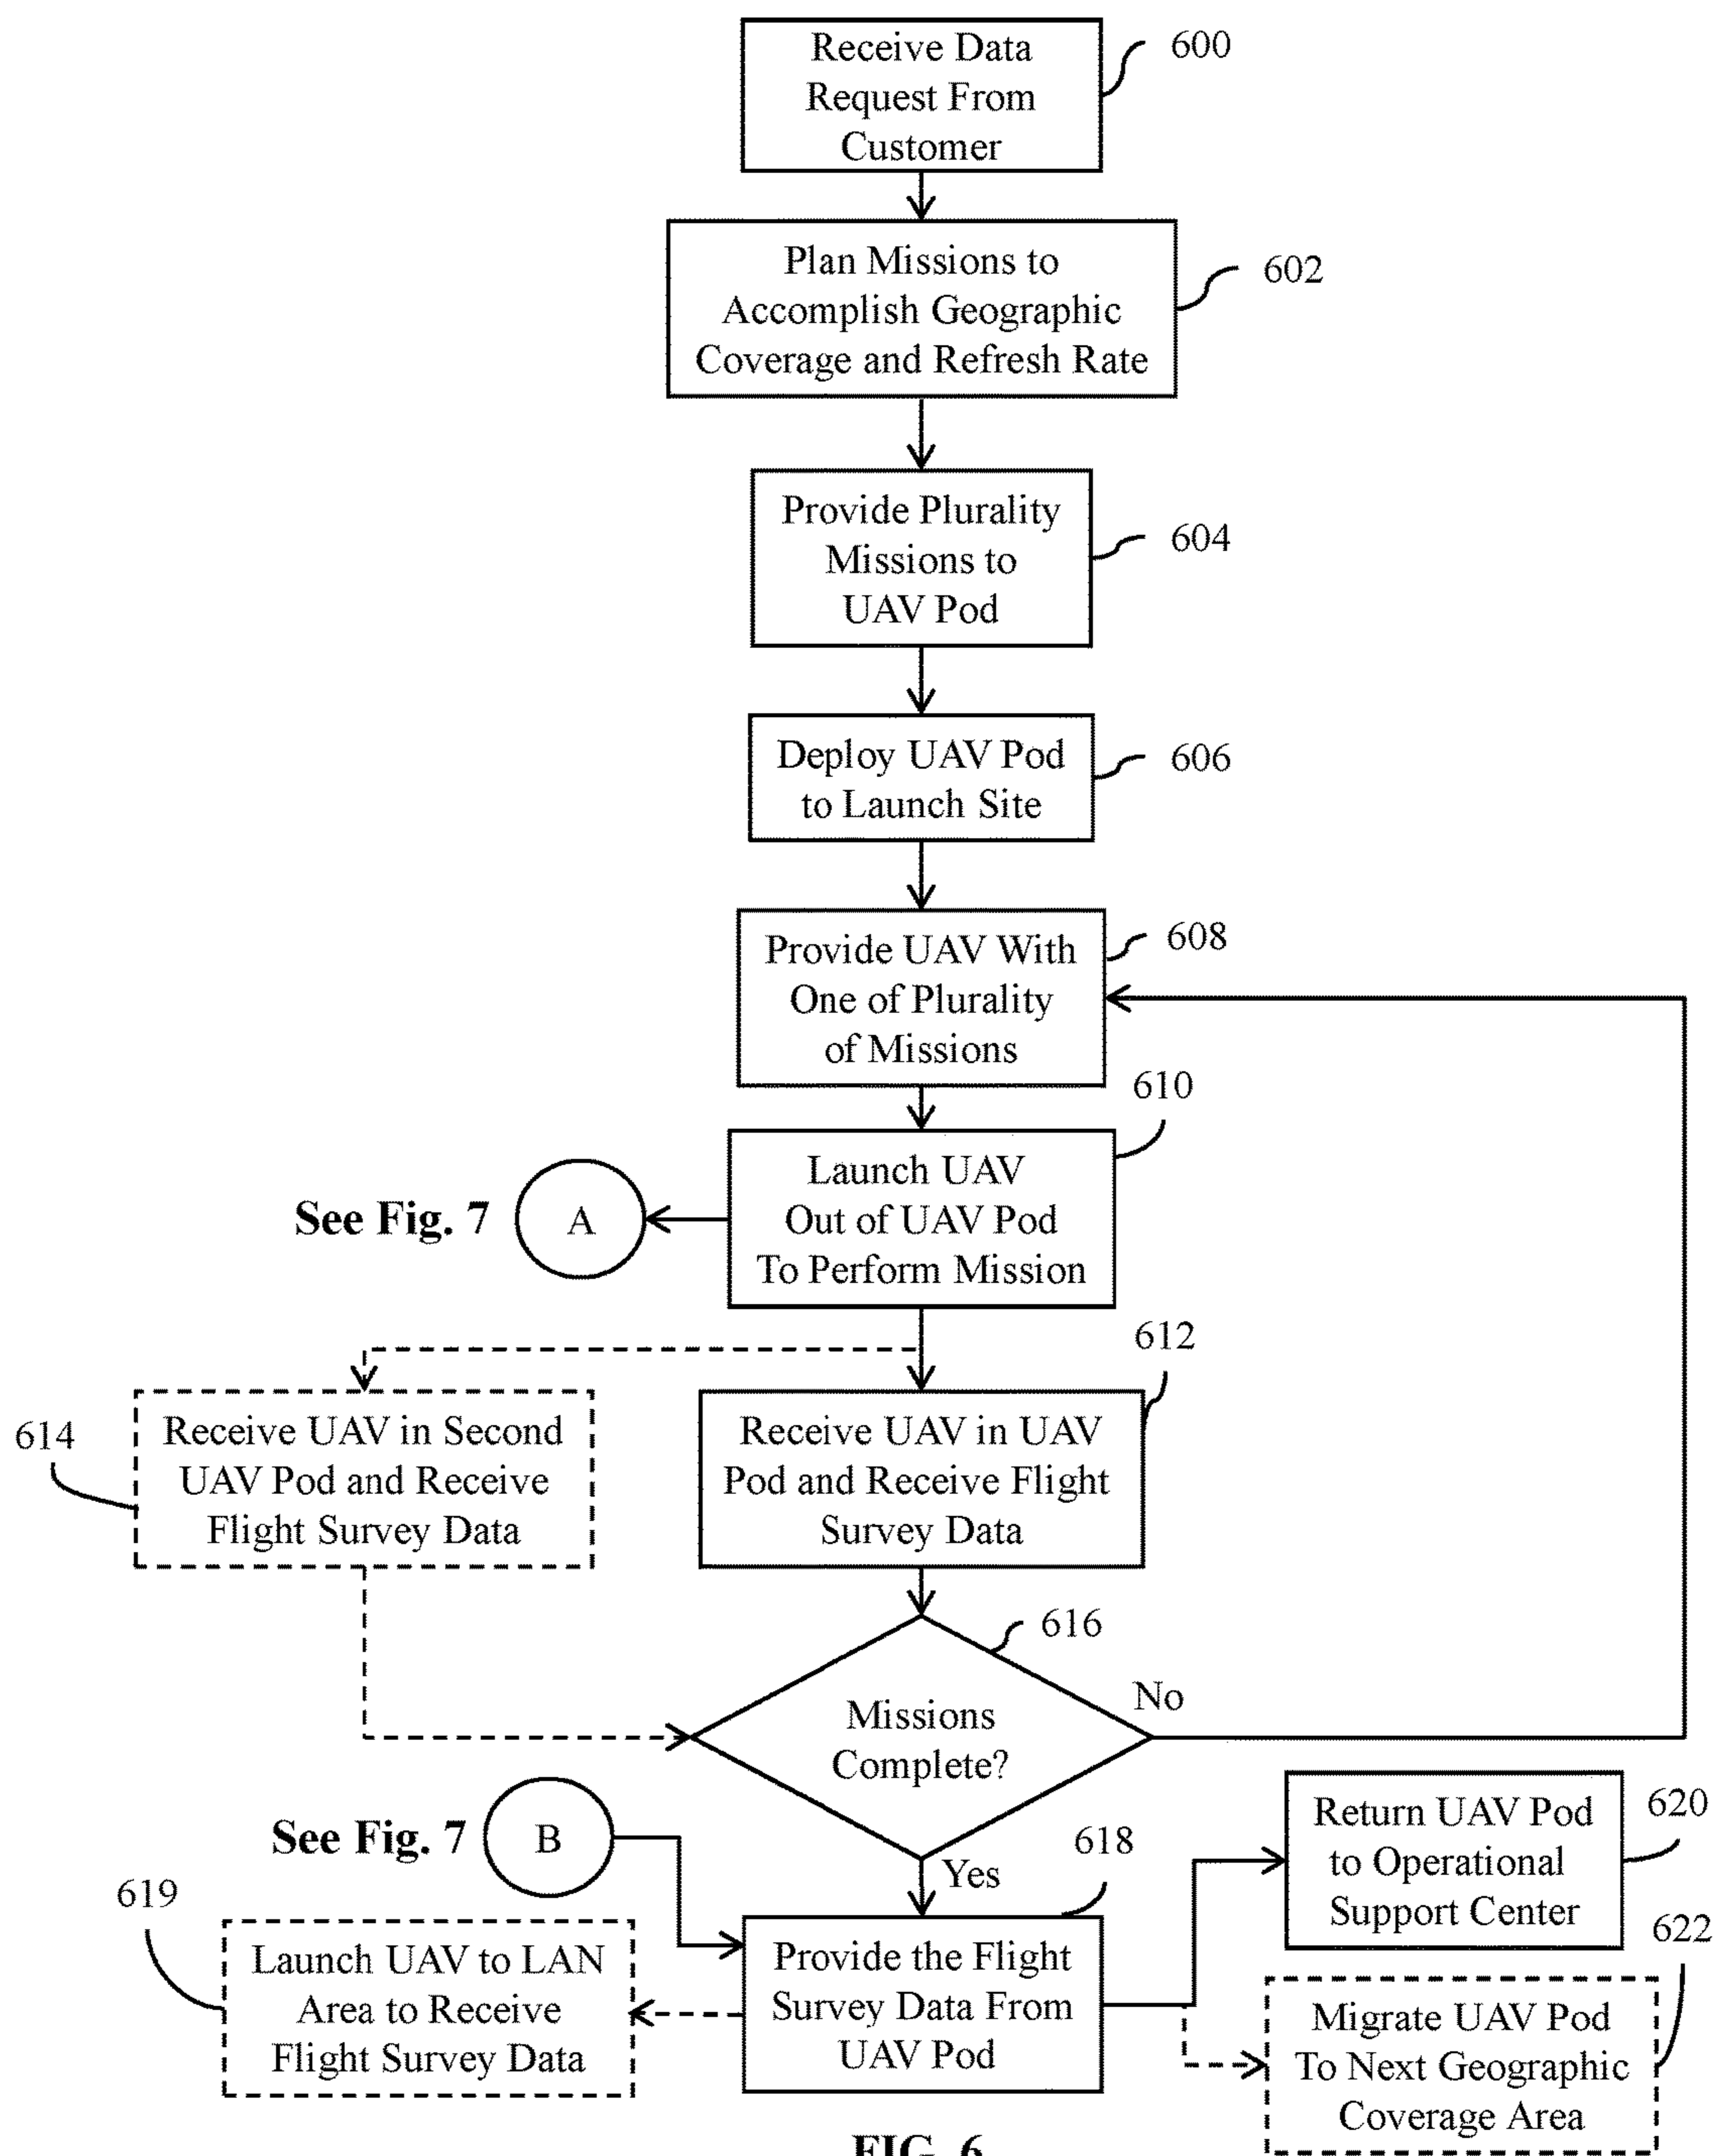 Receive Data
Request From
Customer
600
Plan Missions to
Accomplish Geographic
Coverage and Refresh Rate
602
Provide Plurality
Missions to
UAV Pod
604
Deploy UAV Pod
to Launch Site
606
Provide UAV With
One of Plurality
of Missions
608
610
Launch UAV
Out of UAV Pod
To Perform Mission
See Fig. 7
A
612
614
Receive UAV in Second
UAV Pod and Receive
Flight Survey Data
Receive UAV in UAV
Pod and Receive Flight
Survey Data
616
Missions
Complete?
No
Yes
See Fig. 7
B
618
619
Launch UAV to LAN
Area to Receive
Flight Survey Data
Provide the Flight
Survey Data From
UAV Pod
Return UAV Pod
to Operational
Support Center
620
622
Migrate UAV Pod
To Next Geographic
Coverage Area
FIG. 6